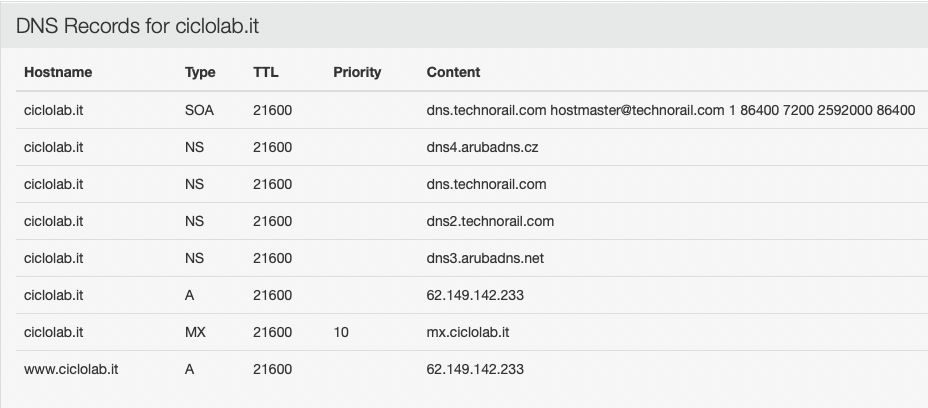 DNS Records for ciclolab.it
Hostname Type TTL Priority Content
ciclolab.it SOA 21600 dns.technorail.com hostmaster@technorail.com 1 86400 7200 2592000 86400
ciclolab.it NS 21600 dns4.arubadns.cz
ciclolab.it NS 21600 dns.technorail.com
ciclolab.it NS 21600 dns2.technorail.com
ciclolab.it NS 21600 dns3.arubadns.net
ciclolab.it A 21600 62.149.142.233
ciclolab.it MX 21600 10 mx.ciclolab.it
www.ciclolab.it A 21600 62.149.142.233